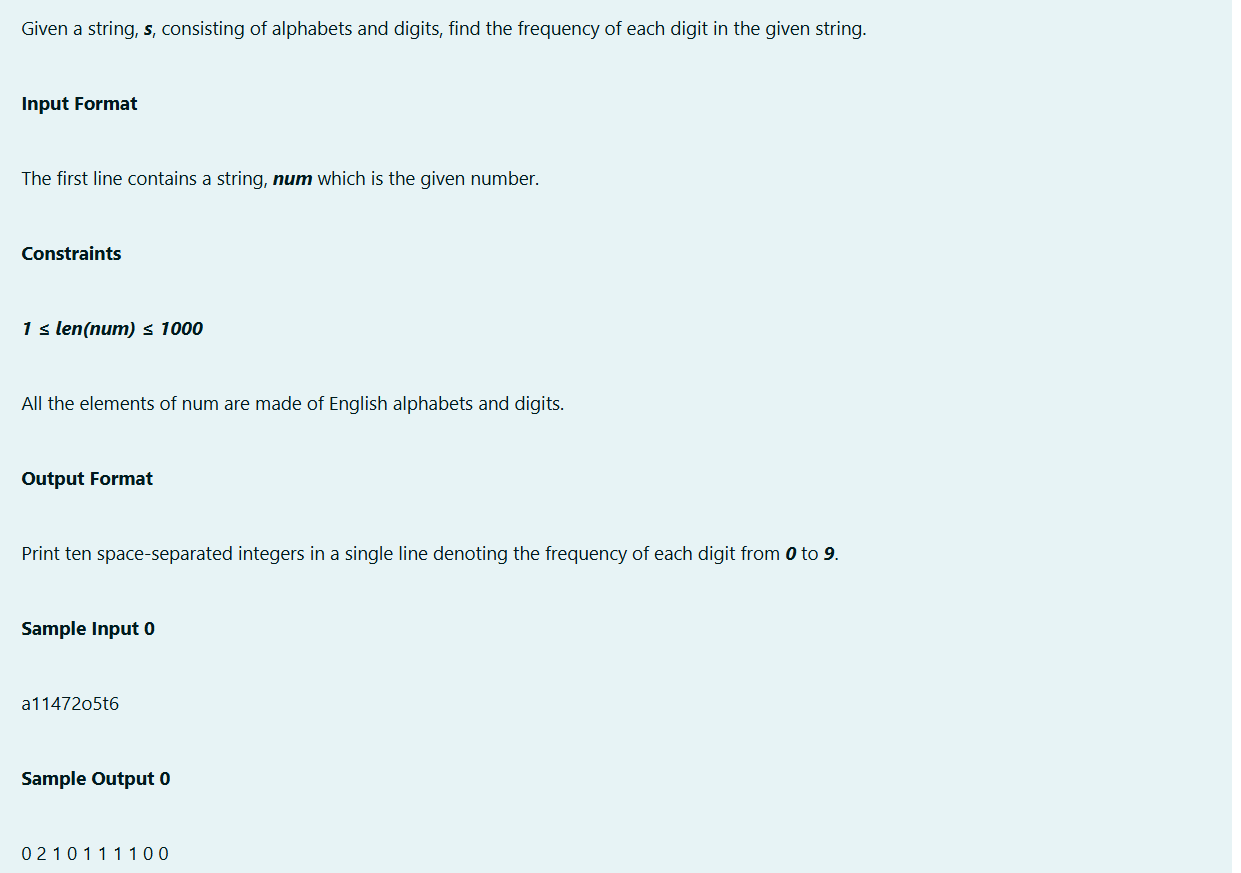 Given a string, s, consisting of alphabets and digits, find the frequency of each digit in the given string.
Input Format
The first line contains a string, num which is the given number.
Constraints
1 ≤ len(num) ≤ 1000
All the elements of num are made of English alphabets and digits.
Output Format
Print ten space-separated integers in a single line denoting the frequency of each digit from 0 to 9.
Sample Input 0
a11472o5t6
Sample Output 0
0 2 1 0 1 1 1 1 0 0